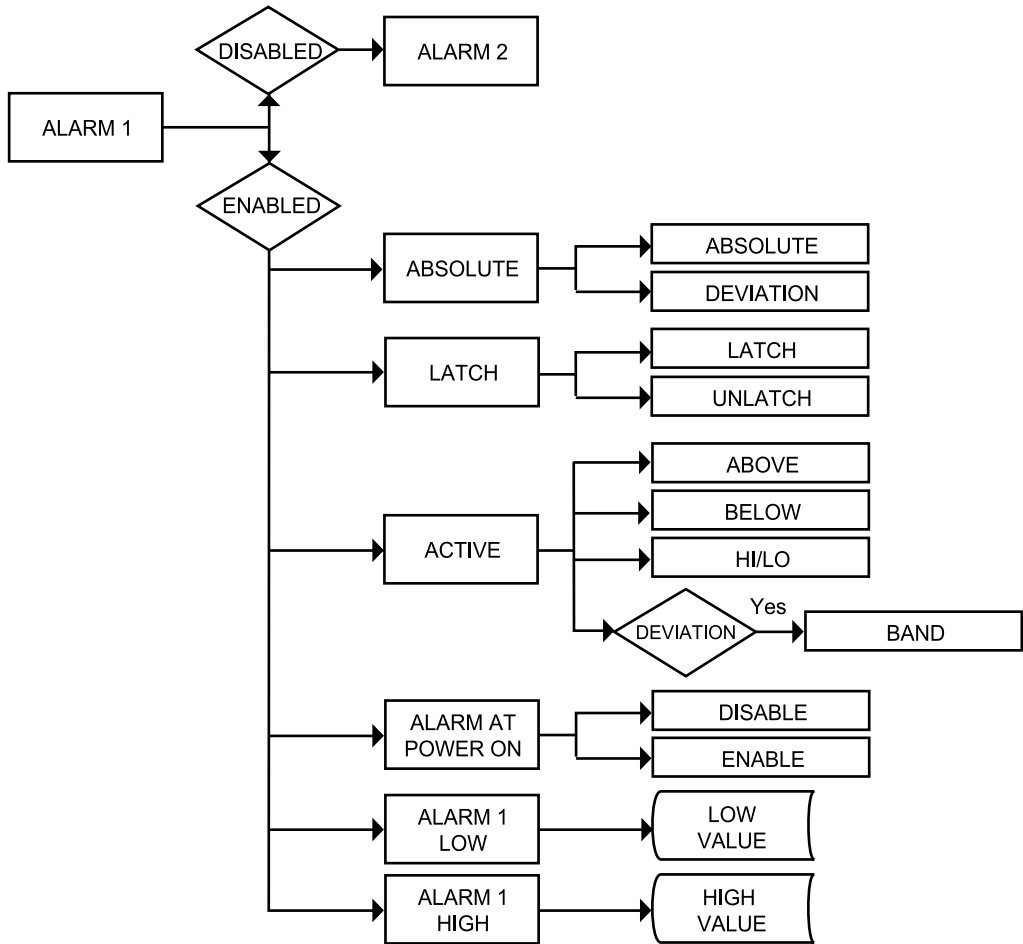 DISABLED
ALARM 2
ALARM 1
ENABLED
ABSOLUTE
ABSOLUTE
DEVIATION
LATCH
LATCH
UNLATCH
ACTIVE
ABOVE
BELOW
HI/LO
DEVIATION
Yes
BAND
ALARM AT
POWER ON
DISABLE
ENABLE
ALARM 1
LOW
LOW
VALUE
ALARM 1
HIGH
HIGH
VALUE